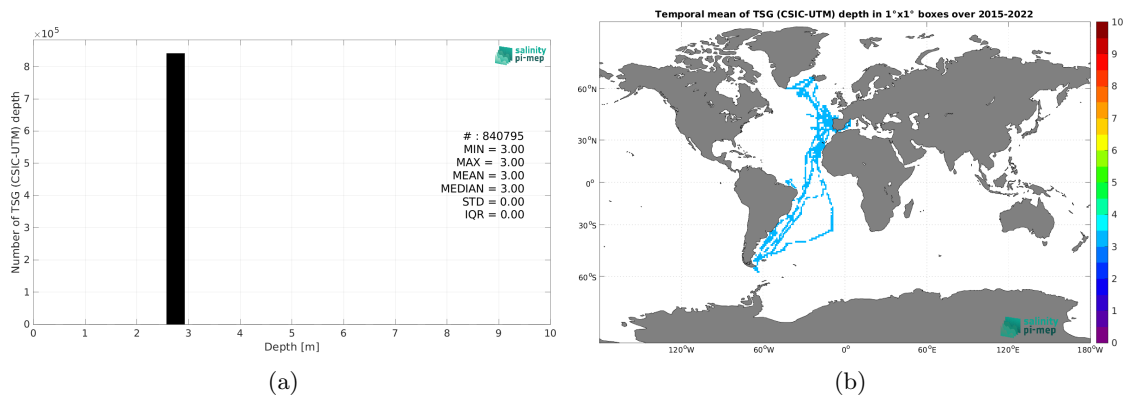 ×10⁵
8
7
6
5
4
3
2
1
0
Number of TSG (CSIC-UTM) depth
salinity
pi-mep
# : 840795
MIN = 3.00
MAX = 3.00
MEAN = 3.00
MEDIAN = 3.00
STD = 0.00
IQR = 0.00
0 1 2 3 4 5 6 7 8 9 10
Depth [m]
(a)
Temporal mean of TSG (CSIC-UTM) depth in 1°x1° boxes over 2015-2022
60°N
30°N
0°
30°S
60°S
120°W 60°W 0° 60°E 120°E 180°W
salinity
pi-mep
10
9
8
7
6
5
4
3
2
1
0
(b)